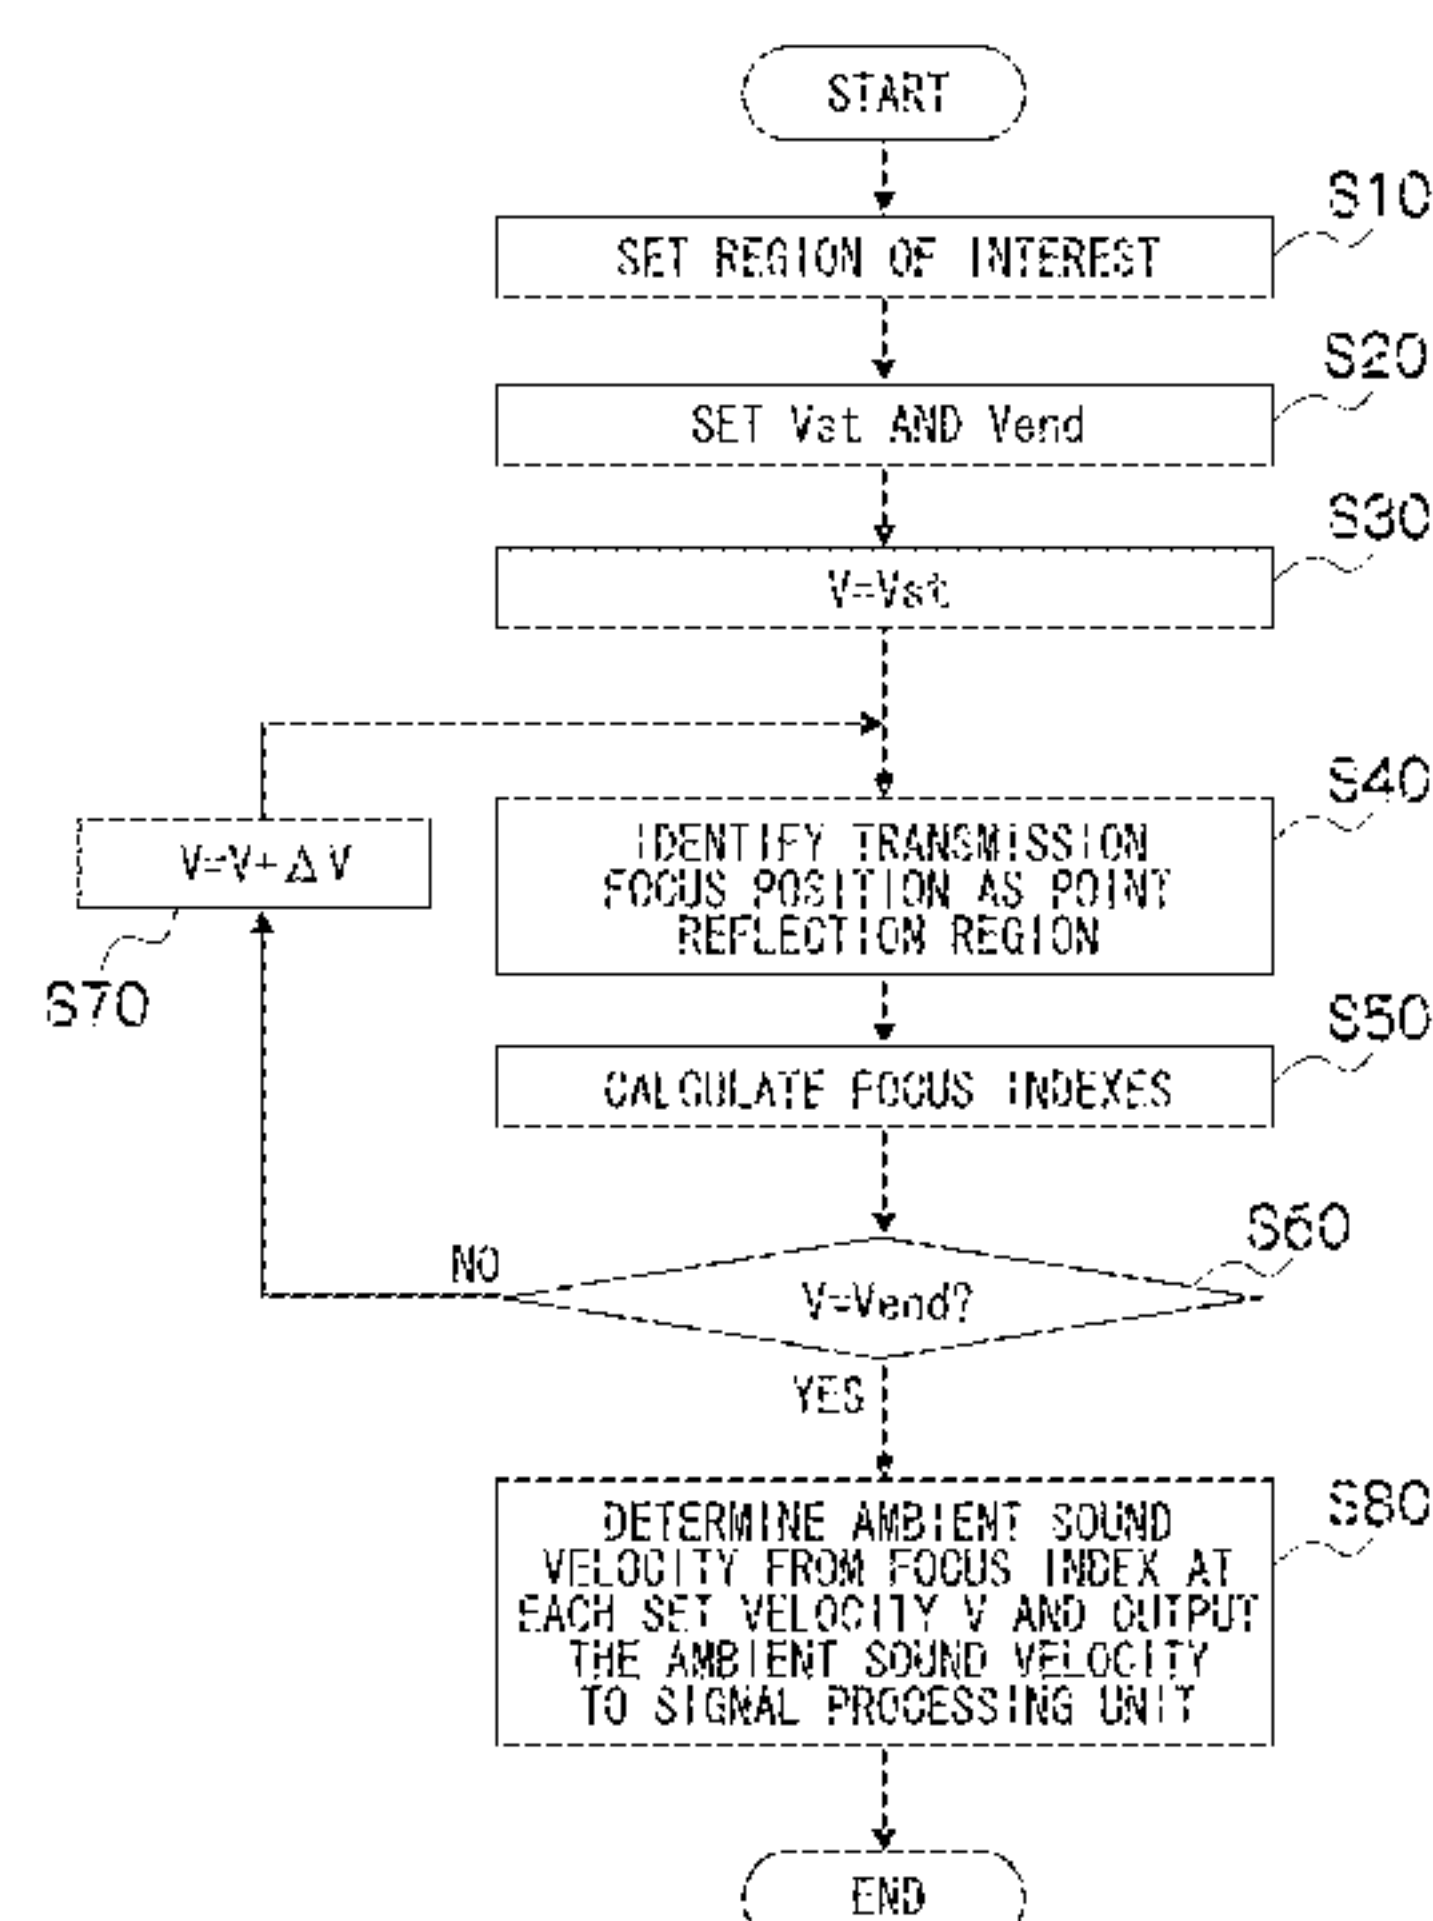 START
S10
SET REGION OF INTEREST
S20
SET Vst AND Vend
S30
V=Vst
S40
IDENTIFY TRANSMISSION
FOCUS POSITION AS POINT
REFLECTION REGION
V=V+ΔV
S70
S50
CALCULATE FOCUS INDEXES
S60
NO
V=Vend?
YES
S80
DETERMINE AMBIENT SOUND
VELOCITY FROM FOCUS INDEX AT
EACH SET VELOCITY V AND OUTPUT
THE AMBIENT SOUND VELOCITY
TO SIGNAL PROCESSING UNIT
END